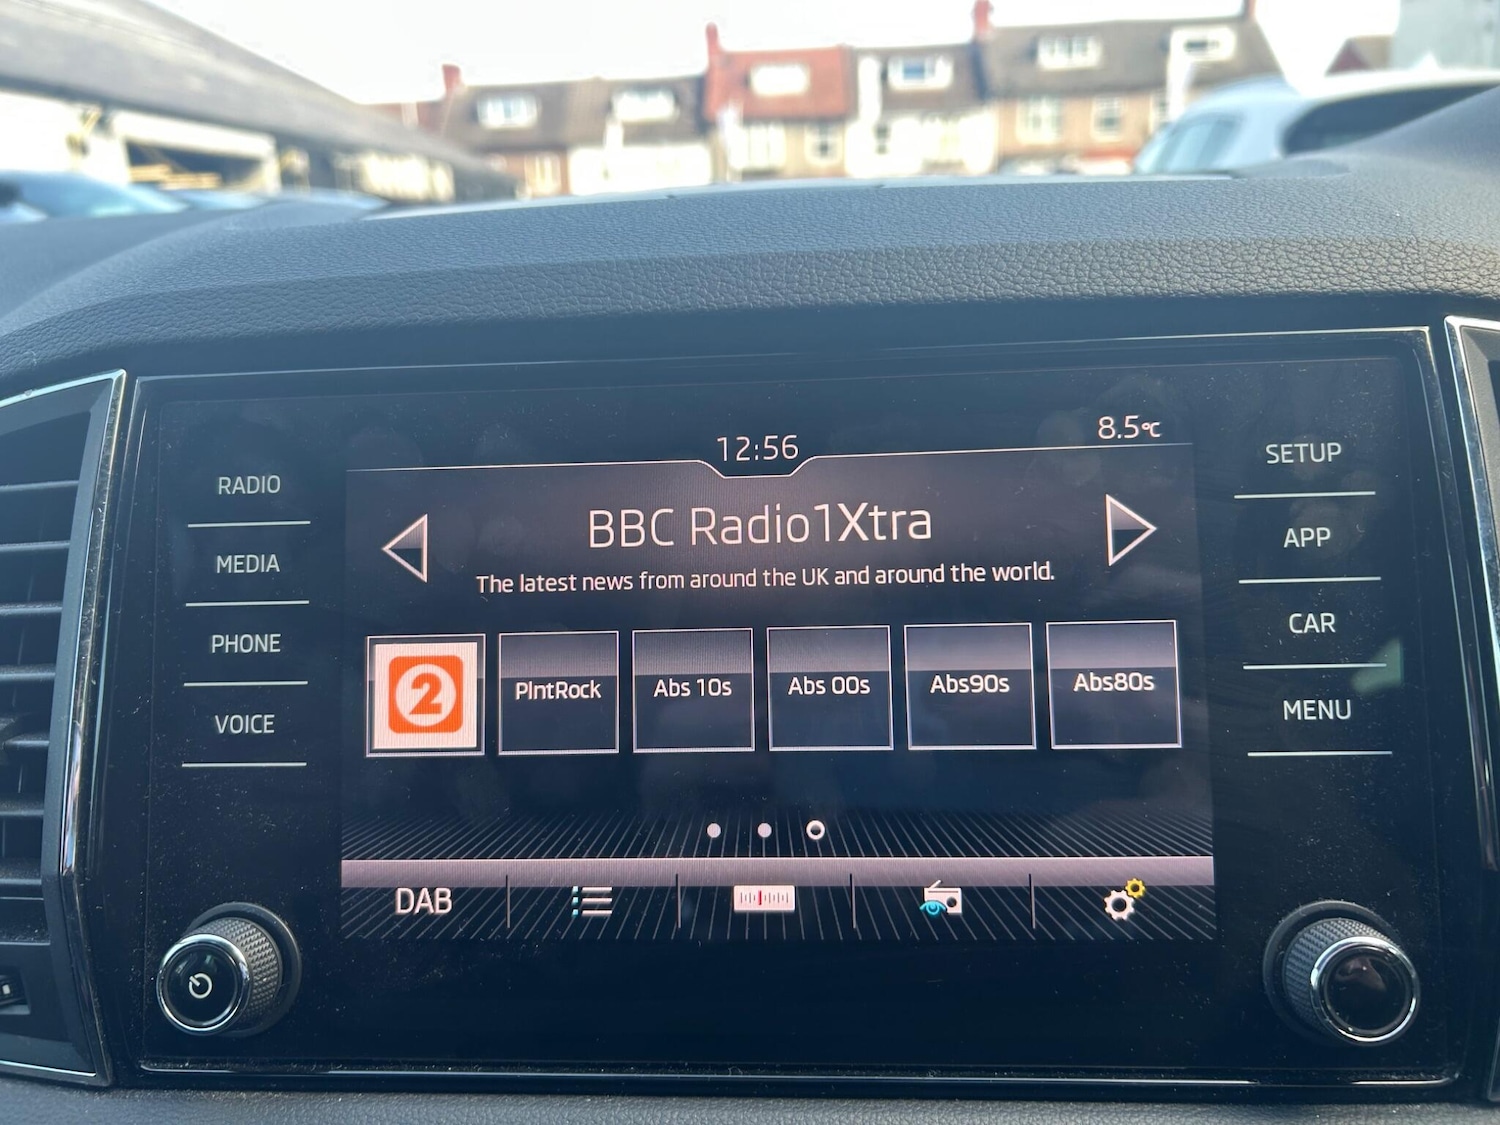 12:56
8.5°C
RADIO
MEDIA
PHONE
VOICE
BBC Radio1Xtra
The latest news from around the UK and around the world.
2
PlntRock
Abs 10s
Abs 00s
Abs90s
Abs80s
DAB
SETUP
APP
CAR
MENU